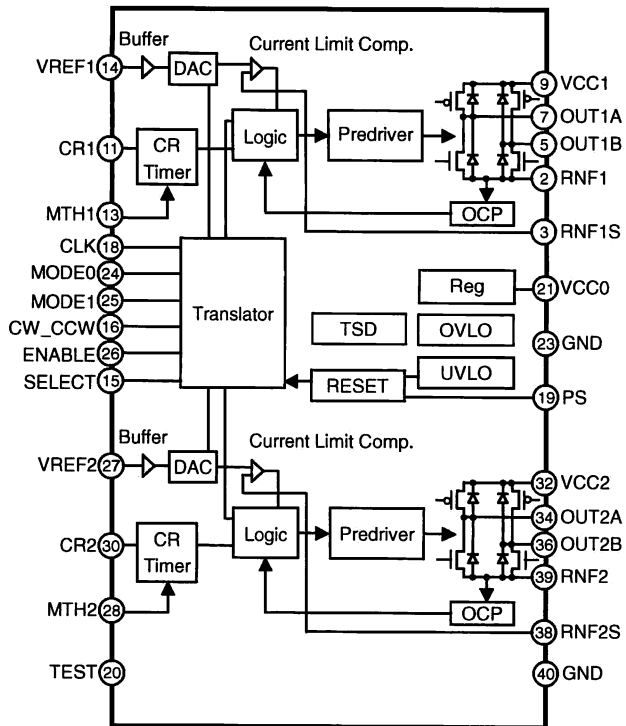 Buffer
Current Limit Comp.
VREF1 14
DAC
9 VCC1
7 OUT1A
CR1 11
CR
Timer
Logic
Predriver
5 OUT1B
2 RNF1
MTH1 13
OCP
3 RNF1S
CLK 18
MODE0 24
MODE1 25
CW_CCW 16
ENABLE 26
SELECT 15
Translator
Reg
21 VCC0
TSD
OVLO
23 GND
RESET
UVLO
19 PS
Buffer
Current Limit Comp.
VREF2 27
DAC
32 VCC2
34 OUT2A
CR2 30
CR
Timer
Logic
Predriver
36 OUT2B
39 RNF2
MTH2 28
OCP
38 RNF2S
TEST 20
40 GND